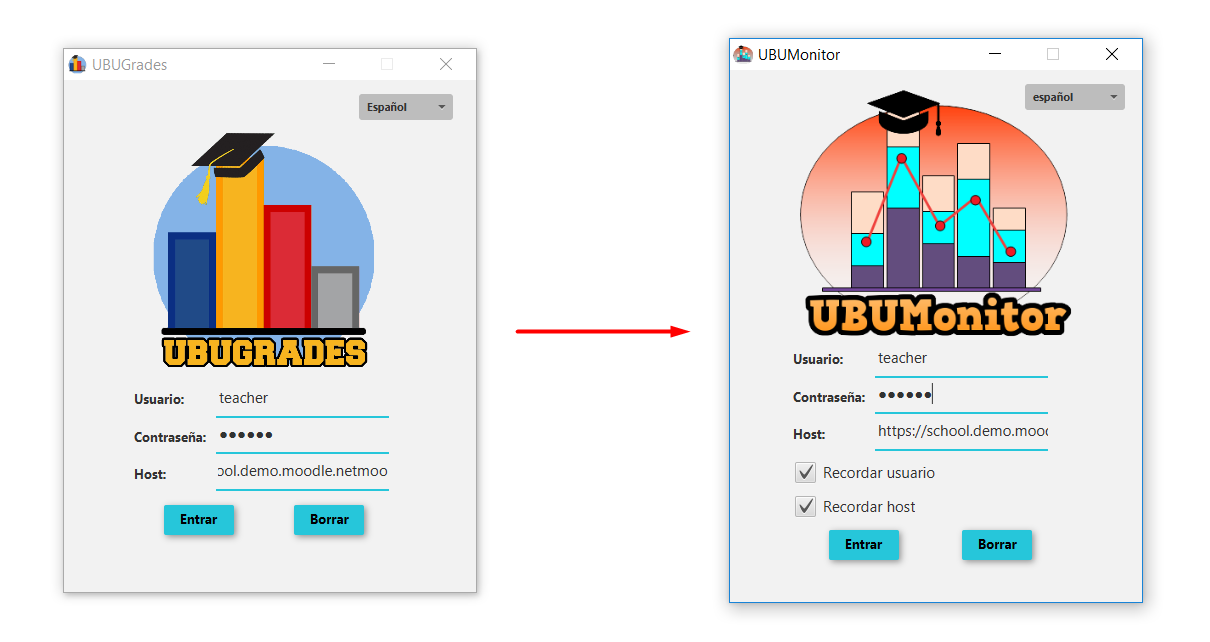 UBUGrades
Español
UBUGRADES
Usuario: teacher
Contraseña: ●●●●●●
Host: ool.demo.moodle.netmoo
Entrar Borrar
UBUMonitor
español
UBUMonitor
Usuario: teacher
Contraseña: ●●●●●●
Host: https://school.demo.mood
Recordar usuario
Recordar host
Entrar Borrar